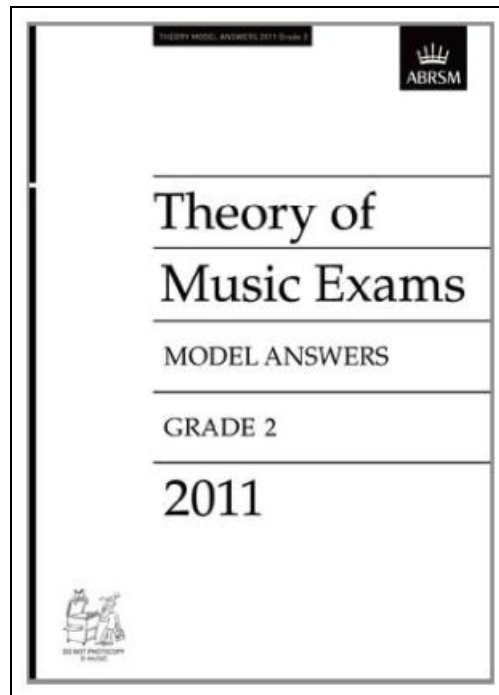 THEORY MODEL ANSWERS 2011 Grade 2
ABRSM
Theory of
Music Exams
MODEL ANSWERS
GRADE 2
2011
DO NOT PHOTOCOPY
© MUSIC